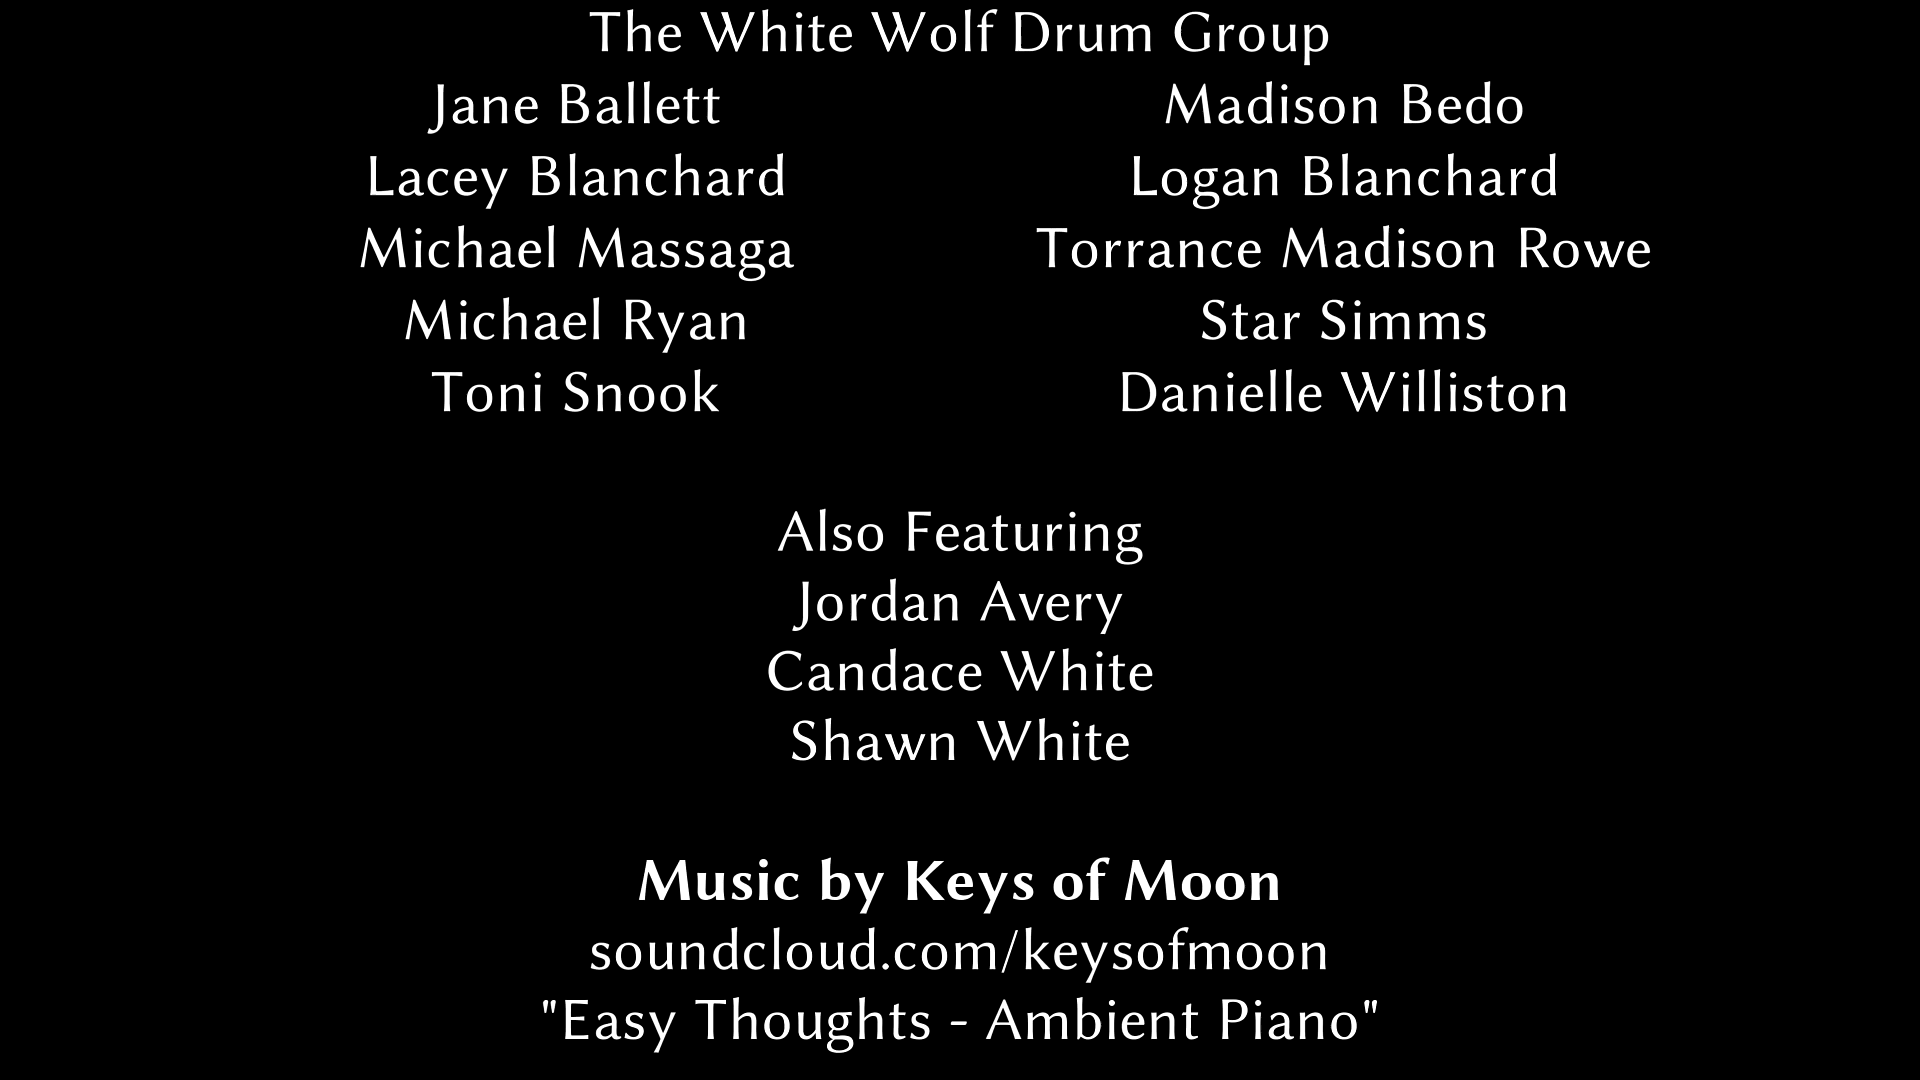 The White Wolf Drum Group
Jane Ballett Madison Bedo
Lacey Blanchard Logan Blanchard
Michael Massaga Torrance Madison Rowe
Michael Ryan Star Simms
Toni Snook Danielle Williston
Also Featuring
Jordan Avery
Candace White
Shawn White
Music by Keys of Moon
soundcloud.com/keysofmoon
"Easy Thoughts - Ambient Piano"